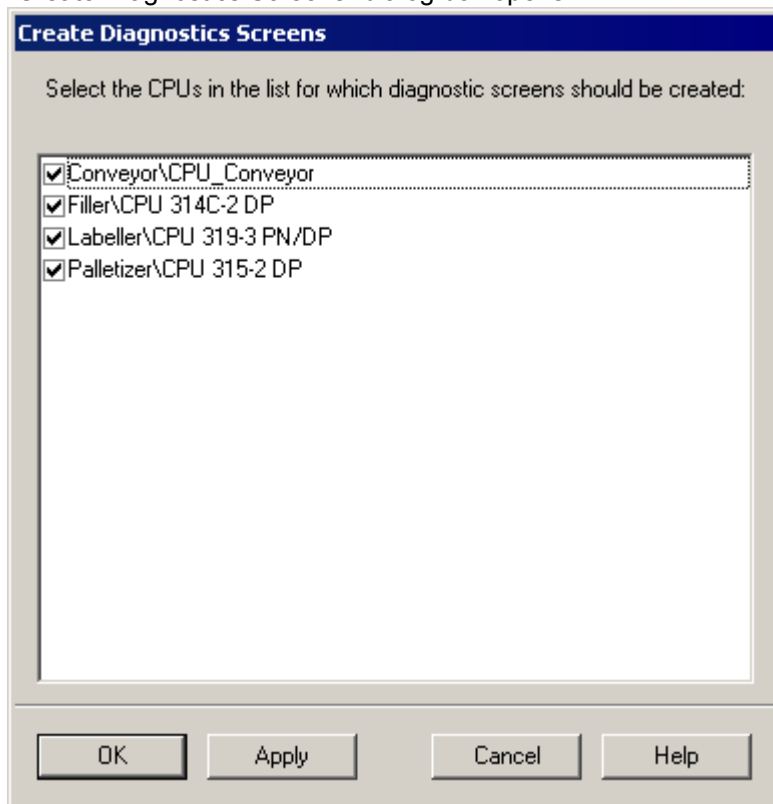 Create Diagnostics Screens
Select the CPUs in the list for which diagnostic screens should be created:
Conveyor\CPU_Conveyor
Filler\CPU 314C-2 DP
Labeller\CPU 319-3 PN/DP
Palletizer\CPU 315-2 DP
OK Apply Cancel Help